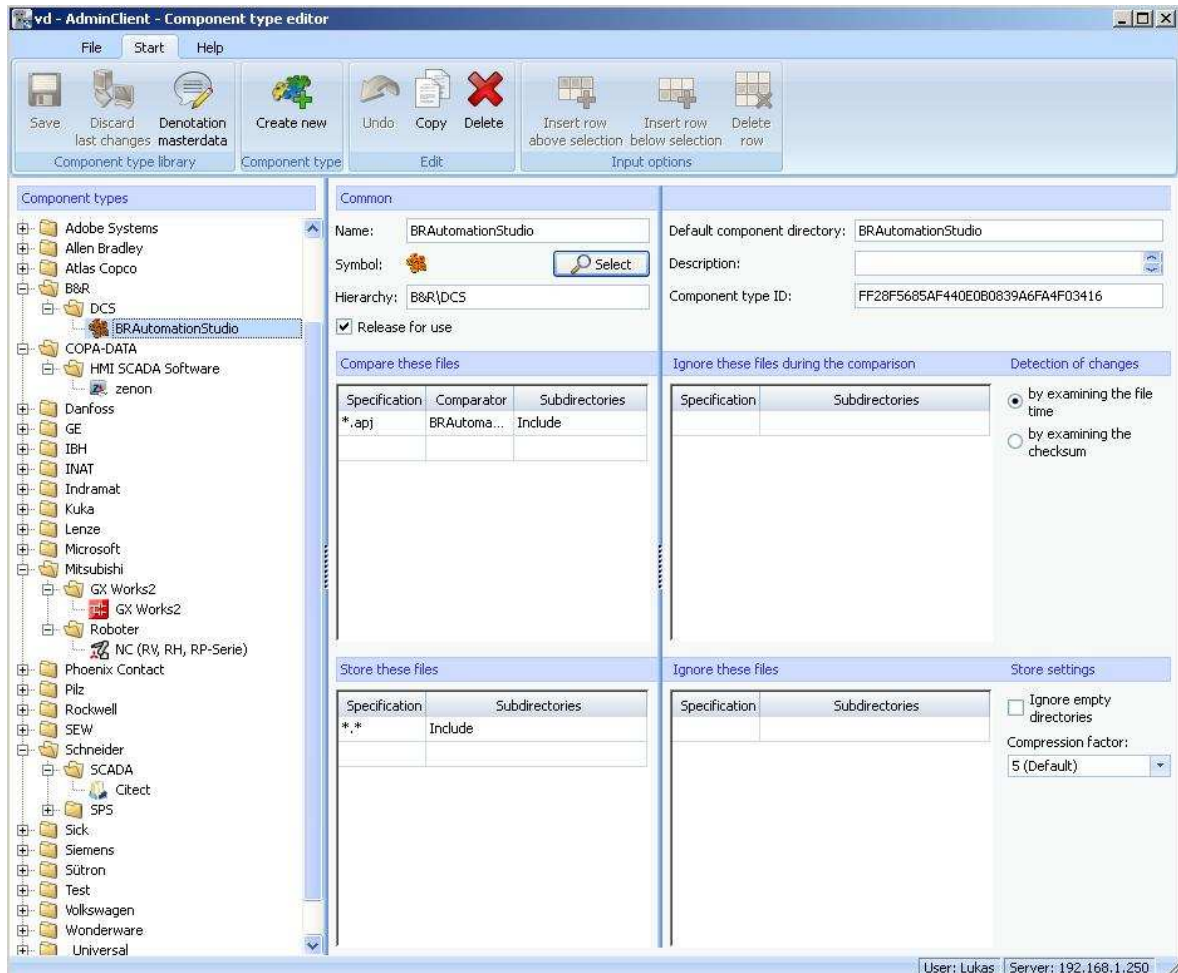 vd - AdminClient - Component type editor
File Start Help
Save
Discard last changes
Denotation masterdata
Create new
Undo
Copy
Delete
Insert row above selection
Insert row below selection
Delete row
Component type library
Component type
Edit
Input options
Component types
Adobe Systems
Allen Bradley
Atlas Copco
B&R
DCS
BRAutomationStudio
COPA-DATA
HMI SCADA Software
zenon
Danfoss
GE
IBH
INAT
Indramat
Kuka
Lenze
Microsoft
Mitsubishi
GX Works2
GX Works2
Roboter
NC (RV, RH, RP-Serie)
Phoenix Contact
Pilz
Rockwell
SEW
Schneider
SCADA
Citect
SPS
Sick
Siemens
Sütron
Test
Volkswagen
Wonderware
_Universal
Common
Name: BRAutomationStudio
Symbol: Select
Hierarchy: B&R\DCS
Release for use
Default component directory: BRAutomationStudio
Description:
Component type ID: FF28F5685AF440E0B0839A6FA4F03416
Compare these files
Specification Comparator Subdirectories
*.apj BRAutoma... Include
Ignore these files during the comparison
Specification Subdirectories
Detection of changes
by examining the file time
by examining the checksum
Store these files
Specification Subdirectories
*.* Include
Ignore these files
Specification Subdirectories
Store settings
Ignore empty directories
Compression factor:
5 (Default)
User: Lukas Server: 192.168.1.250